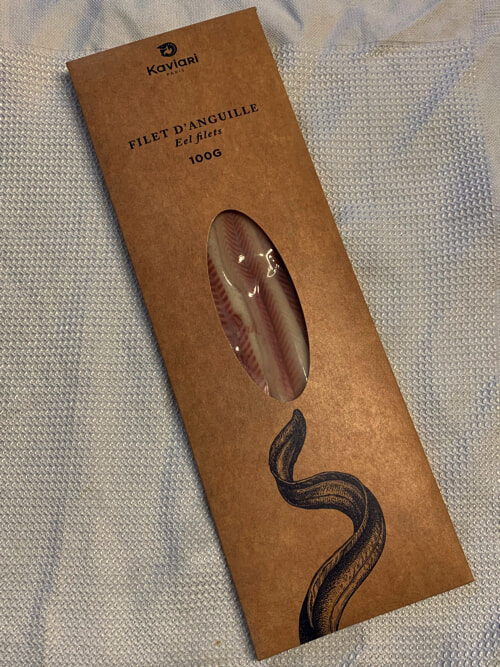 Kaviari
PARIS
FILET D'ANGUILLE
Eel filets
100G